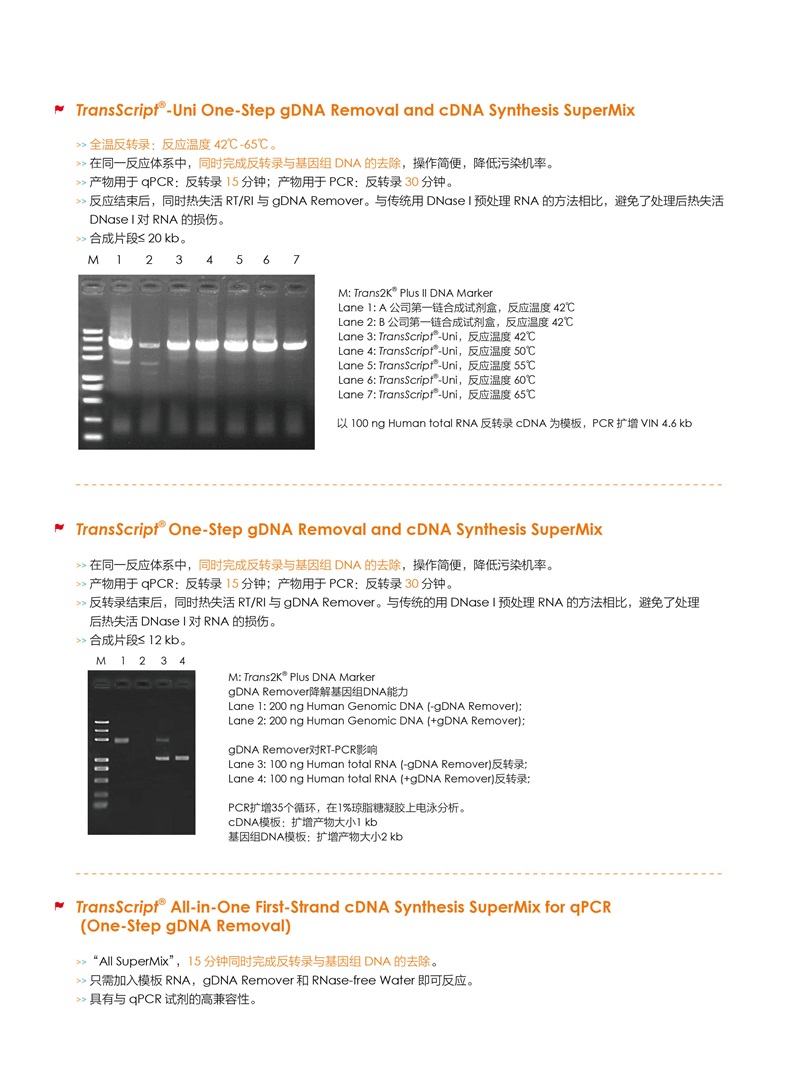 TransScript®-Uni One-Step gDNA Removal and cDNA Synthesis SuperMix
>> 全温反转录：反应温度 42℃ -65℃ 。
>> 在同一反应体系中，同时完成反转录与基因组 DNA 的去除，操作简便，降低污染机率。
>> 产物用于 qPCR：反转录 15 分钟；产物用于 PCR：反转录 30 分钟。
>> 反应结束后，同时热失活 RT/RI 与 gDNA Remover。与传统用 DNase I 预处理 RNA 的方法相比，避免了处理后热失活
DNase I 对 RNA 的损伤。
>> 合成片段≤ 20 kb。
M 1 2 3 4 5 6 7
M: Trans2K® Plus II DNA Marker
Lane 1: A 公司第一链合成试剂盒，反应温度 42℃
Lane 2: B 公司第一链合成试剂盒，反应温度 42℃
Lane 3: TransScript®-Uni，反应温度 42℃
Lane 4: TransScript®-Uni，反应温度 50℃
Lane 5: TransScript®-Uni，反应温度 55℃
Lane 6: TransScript®-Uni，反应温度 60℃
Lane 7: TransScript®-Uni，反应温度 65℃
以 100 ng Human total RNA 反转录 cDNA 为模板，PCR 扩增 VIN 4.6 kb
TransScript® One-Step gDNA Removal and cDNA Synthesis SuperMix
>> 在同一反应体系中，同时完成反转录与基因组 DNA 的去除，操作简便，降低污染机率。
>> 产物用于 qPCR：反转录 15 分钟；产物用于 PCR：反转录 30 分钟。
>> 反转录结束后，同时热失活 RT/RI 与 gDNA Remover。与传统的用 DNase I 预处理 RNA 的方法相比，避免了处理
后热失活 DNase I 对 RNA 的损伤。
>> 合成片段≤ 12 kb。
M 1 2 3 4
M: Trans2K® Plus DNA Marker
gDNA Remover降解基因组DNA能力
Lane 1: 200 ng Human Genomic DNA (-gDNA Remover);
Lane 2: 200 ng Human Genomic DNA (+gDNA Remover);
gDNA Remover对RT-PCR影响
Lane 3: 100 ng Human total RNA (-gDNA Remover)反转录;
Lane 4: 100 ng Human total RNA (+gDNA Remover)反转录;
PCR扩增35个循环，在1%琼脂糖凝胶上电泳分析。
cDNA模板：扩增产物大小1 kb
基因组DNA模板：扩增产物大小2 kb
TransScript® All-in-One First-Strand cDNA Synthesis SuperMix for qPCR
(One-Step gDNA Removal)
>> “All SuperMix”，15 分钟同时完成反转录与基因组 DNA 的去除。
>> 只需加入模板 RNA，gDNA Remover 和 RNase-free Water 即可反应。
>> 具有与 qPCR 试剂的高兼容性。